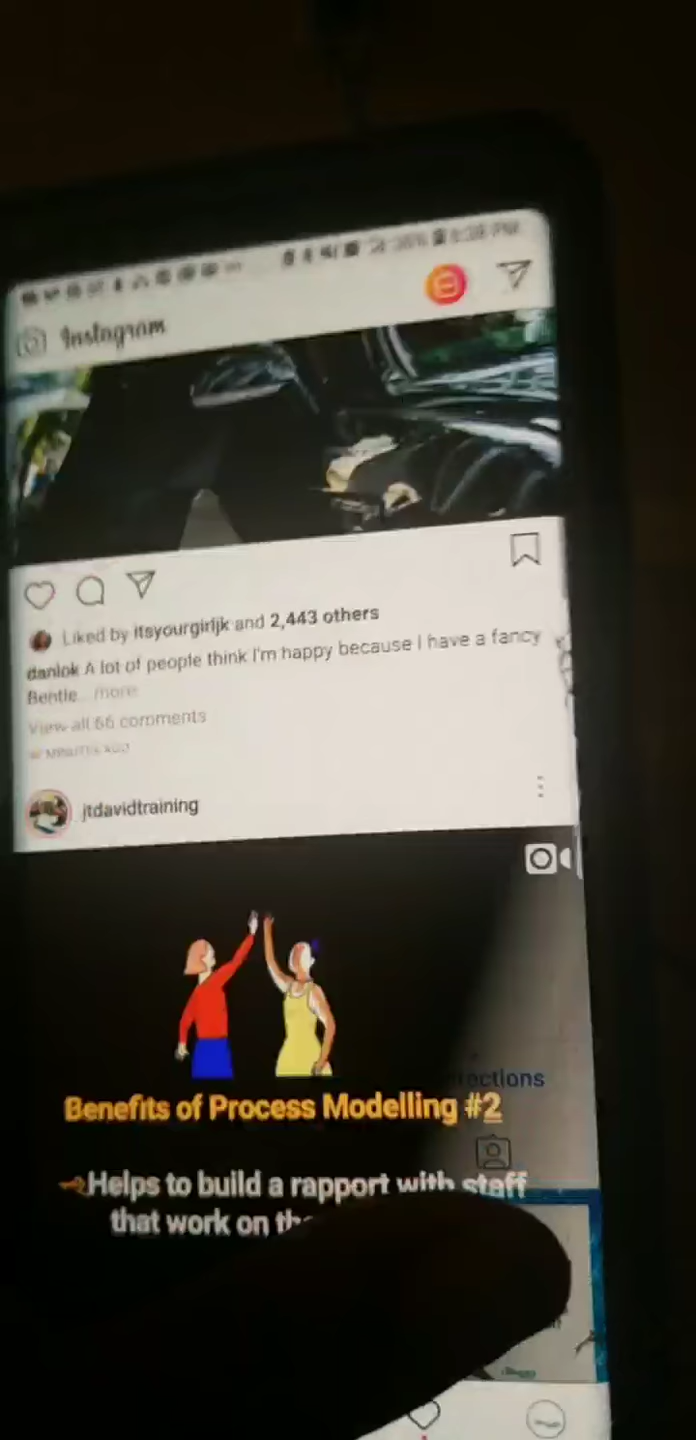 Instagram
Liked by itsyourgirljk and 2,443 others
danlok A lot of people think I'm happy because I have a fancy
Bentle... more
View all 66 comments
MINUTES AGO
jtdavidtraining
Benefits of Process Modelling #2
Helps to build a rapport with staff
that work on